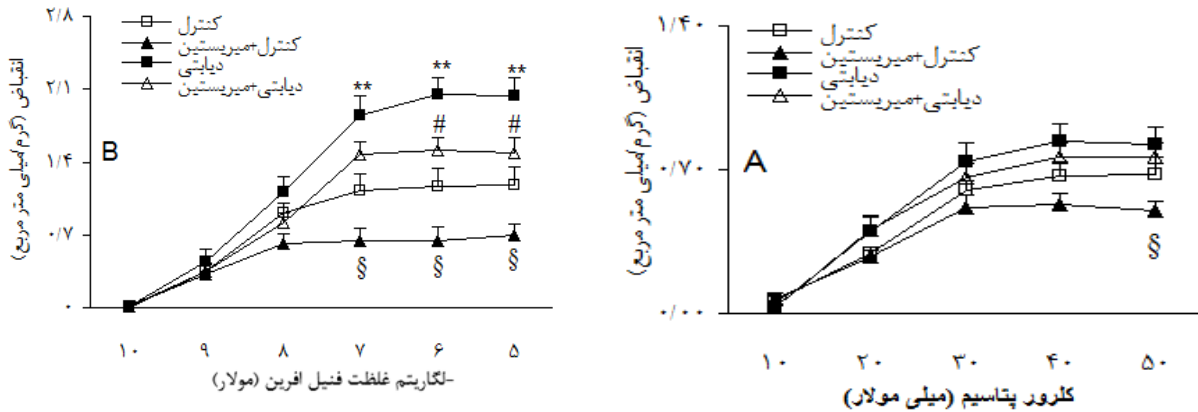 ۲/۸
۲/۱
۱/۴
۰/۷
۰
انقباض (گرم/میلی متر مربع)
کنترل
کنترل+میریستین
دیابتی
دیابتی+میریستین
B
**
**
**
#
#
§
§
§
۱۰ ۹ ۸ ۷ ۶ ۵
-لگاریتم غلظت فنیل افرین (مولار)
۱/۴۰
۰/۷۰
۰/۰۰
انقباض (گرم/میلی متر مربع)
کنترل
کنترل+میریستین
دیابتی
دیابتی+میریستین
A
§
۱۰ ۲۰ ۳۰ ۴۰ ۵۰
کلرور پتاسیم (میلی مولار)